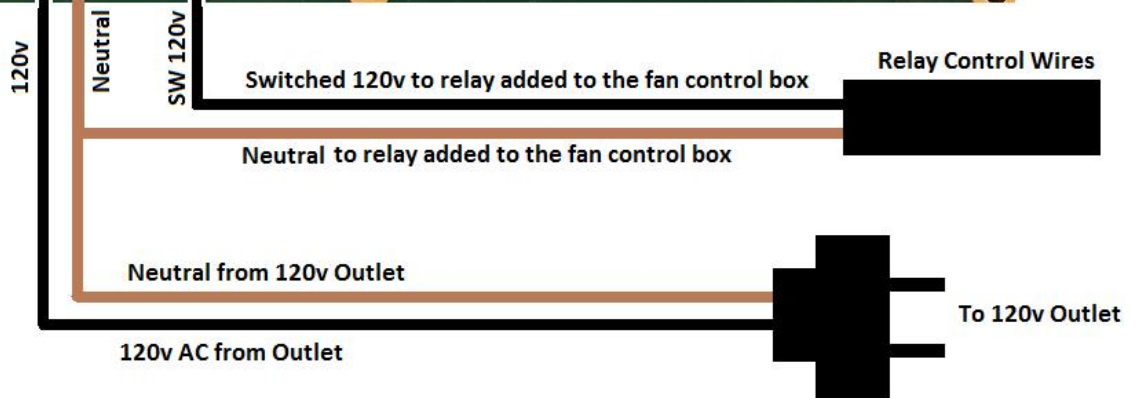 120v
Neutral
SW 120v
Relay Control Wires
Switched 120v to relay added to the fan control box
Neutral to relay added to the fan control box
Neutral from 120v Outlet
To 120v Outlet
120v AC from Outlet